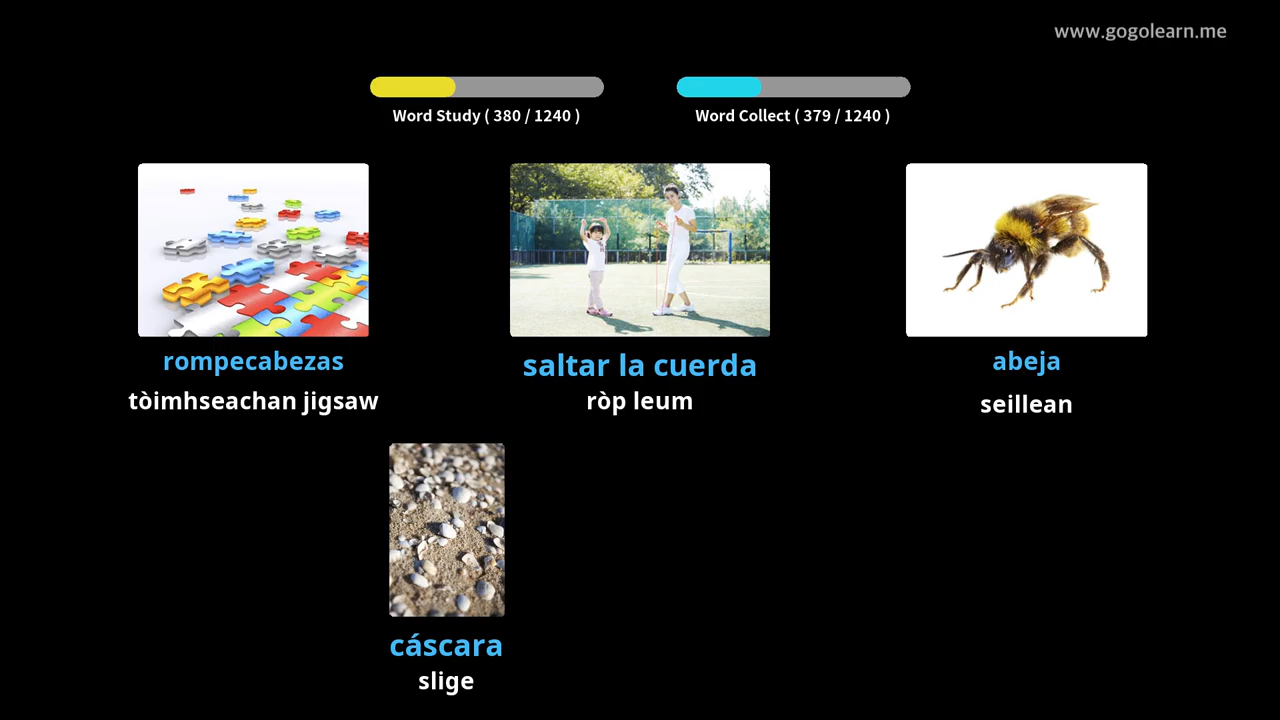 www.gogolearn.me
Word Study ( 380 / 1240 )
Word Collect ( 379 / 1240 )
rompecabezas
tòimhseachan jigsaw
saltar la cuerda
ròp leum
abeja
seillean
cáscara
slige